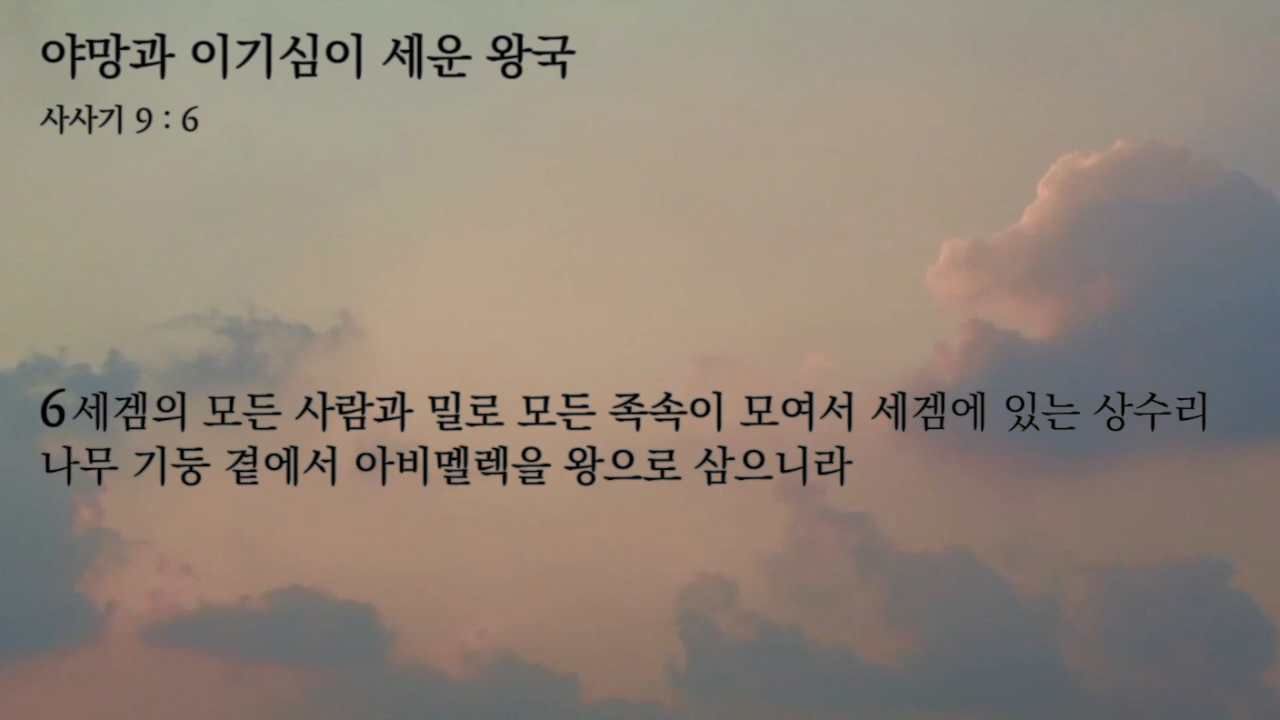 야망과 이기심이 세운 왕국
사사기 9 : 6
6 세겜의 모든 사람과 밀로 모든 족속이 모여서 세겜에 있는 상수리
나무 기둥 곁에서 아비멜렉을 왕으로 삼으니라